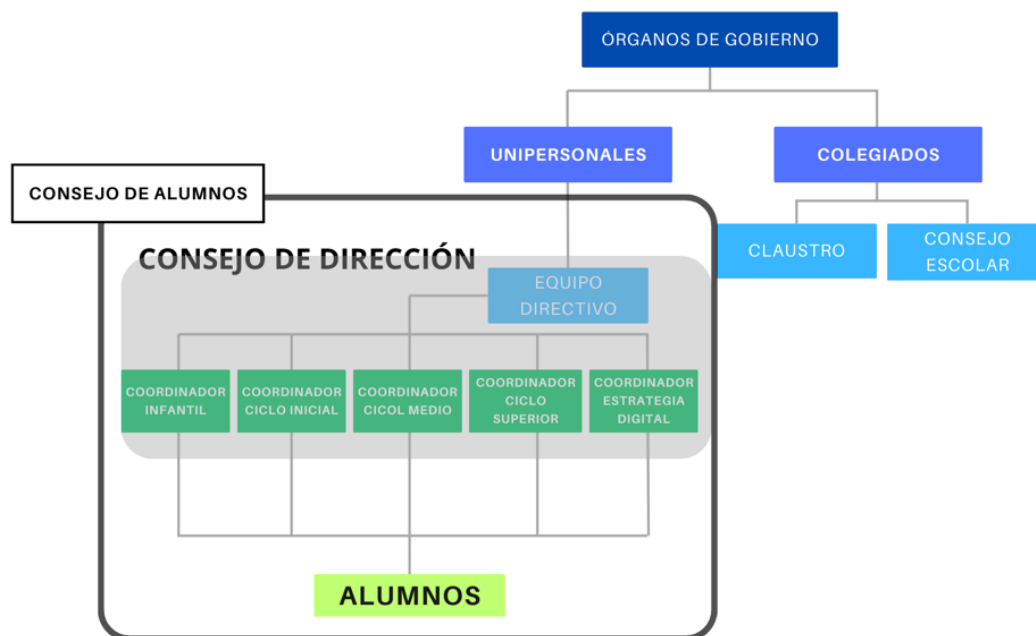 ÓRGANOS DE GOBIERNO
UNIPERSONALES
COLEGIADOS
CONSEJO DE ALUMNOS
CLAUSTRO
CONSEJO
ESCOLAR
CONSEJO DE DIRECCIÓN
EQUIPO
DIRECTIVO
COORDINADOR
INFANTIL
COORDINADOR
CICLO INICIAL
COORDINADOR
CICOL MEDIO
COORDINADOR
CICLO
SUPERIOR
COORDINADOR
ESTRATEGIA
DIGITAL
ALUMNOS